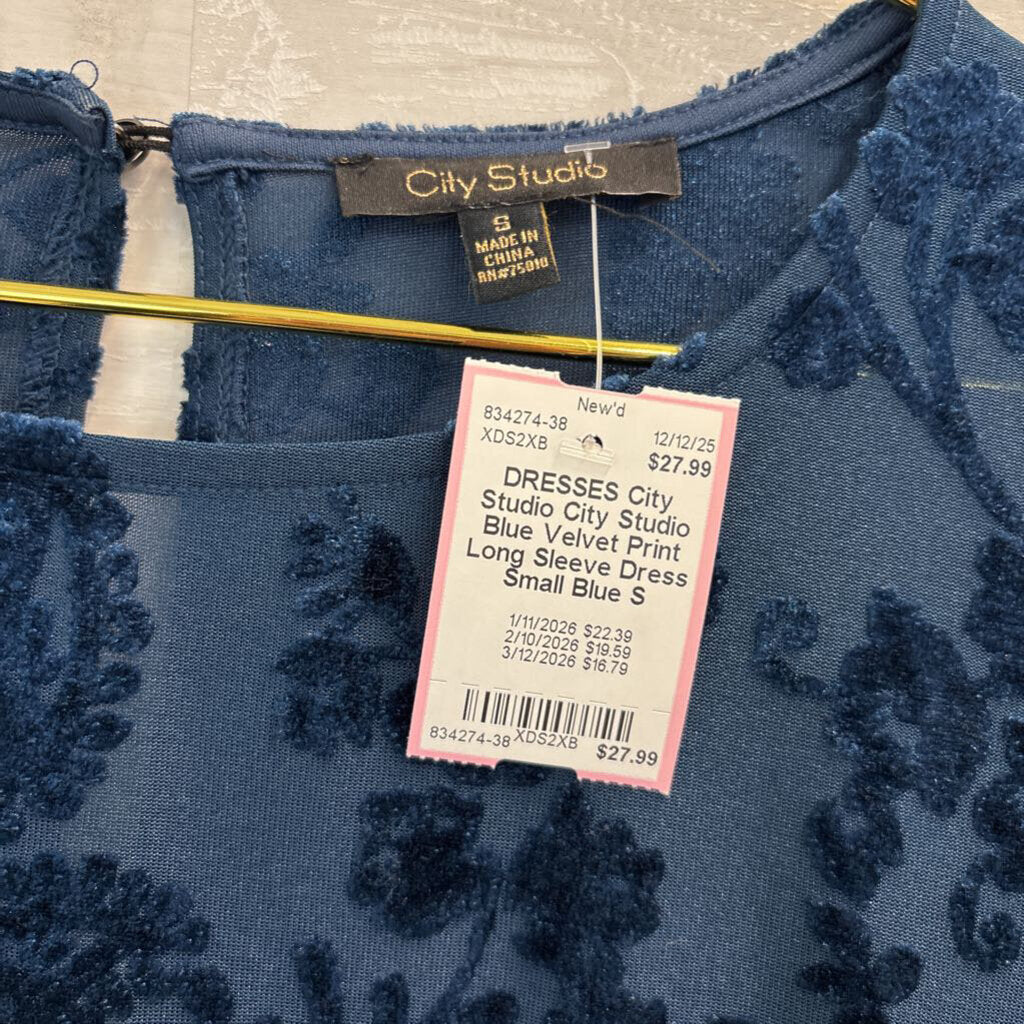 City Studio
S
MADE IN
CHINA
RN#75010
New'd
834274-38
XDS2XB
12/12/25
$27.99
DRESSES City
Studio City Studio
Blue Velvet Print
Long Sleeve Dress
Small Blue S
1/11/2026 $22.39
2/10/2026 $19.59
3/12/2026 $16.79
834274-38 XDS2XB $27.99